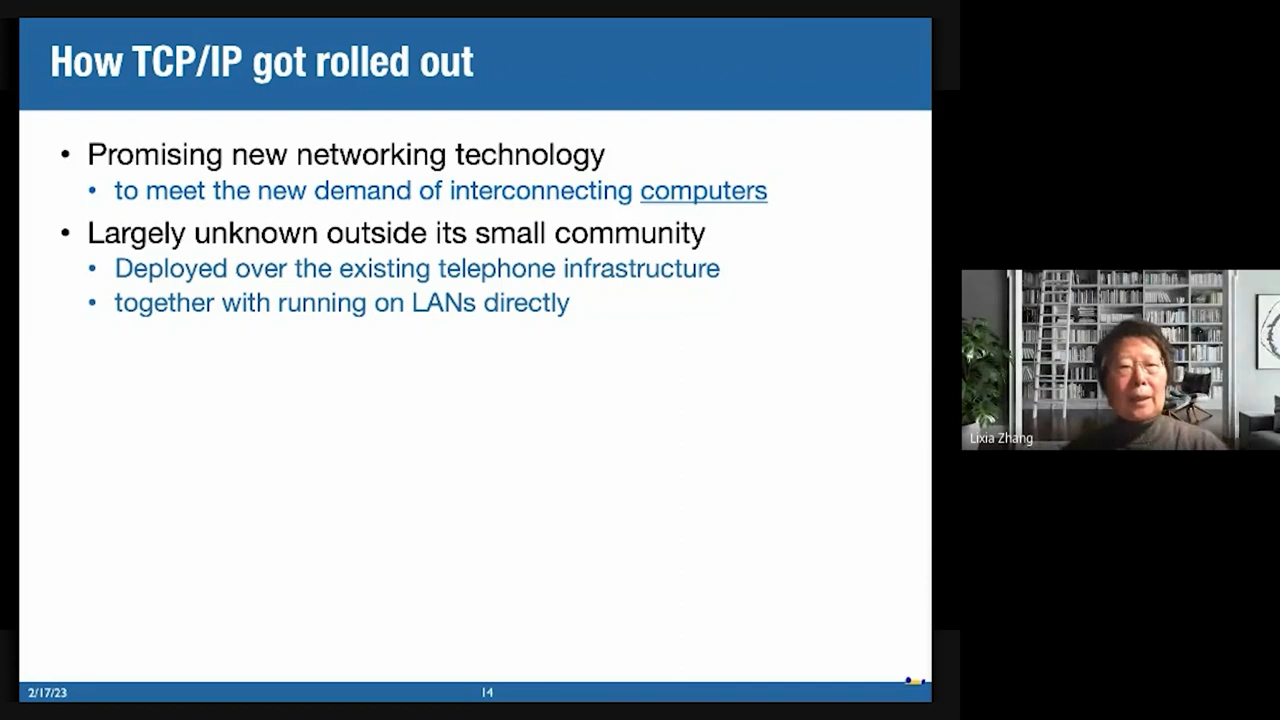 How TCP/IP got rolled out
• Promising new networking technology
• to meet the new demand of interconnecting computers
• Largely unknown outside its small community
• Deployed over the existing telephone infrastructure
• together with running on LANs directly
Lixia Zhang
2/17/23
14